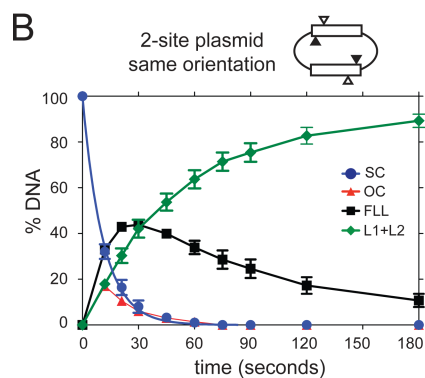 B
2-site plasmid
same orientation
100
80
60
40
20
0
% DNA
SC
OC
FLL
L1+L2
0 30 60 90 120 150 180
time (seconds)